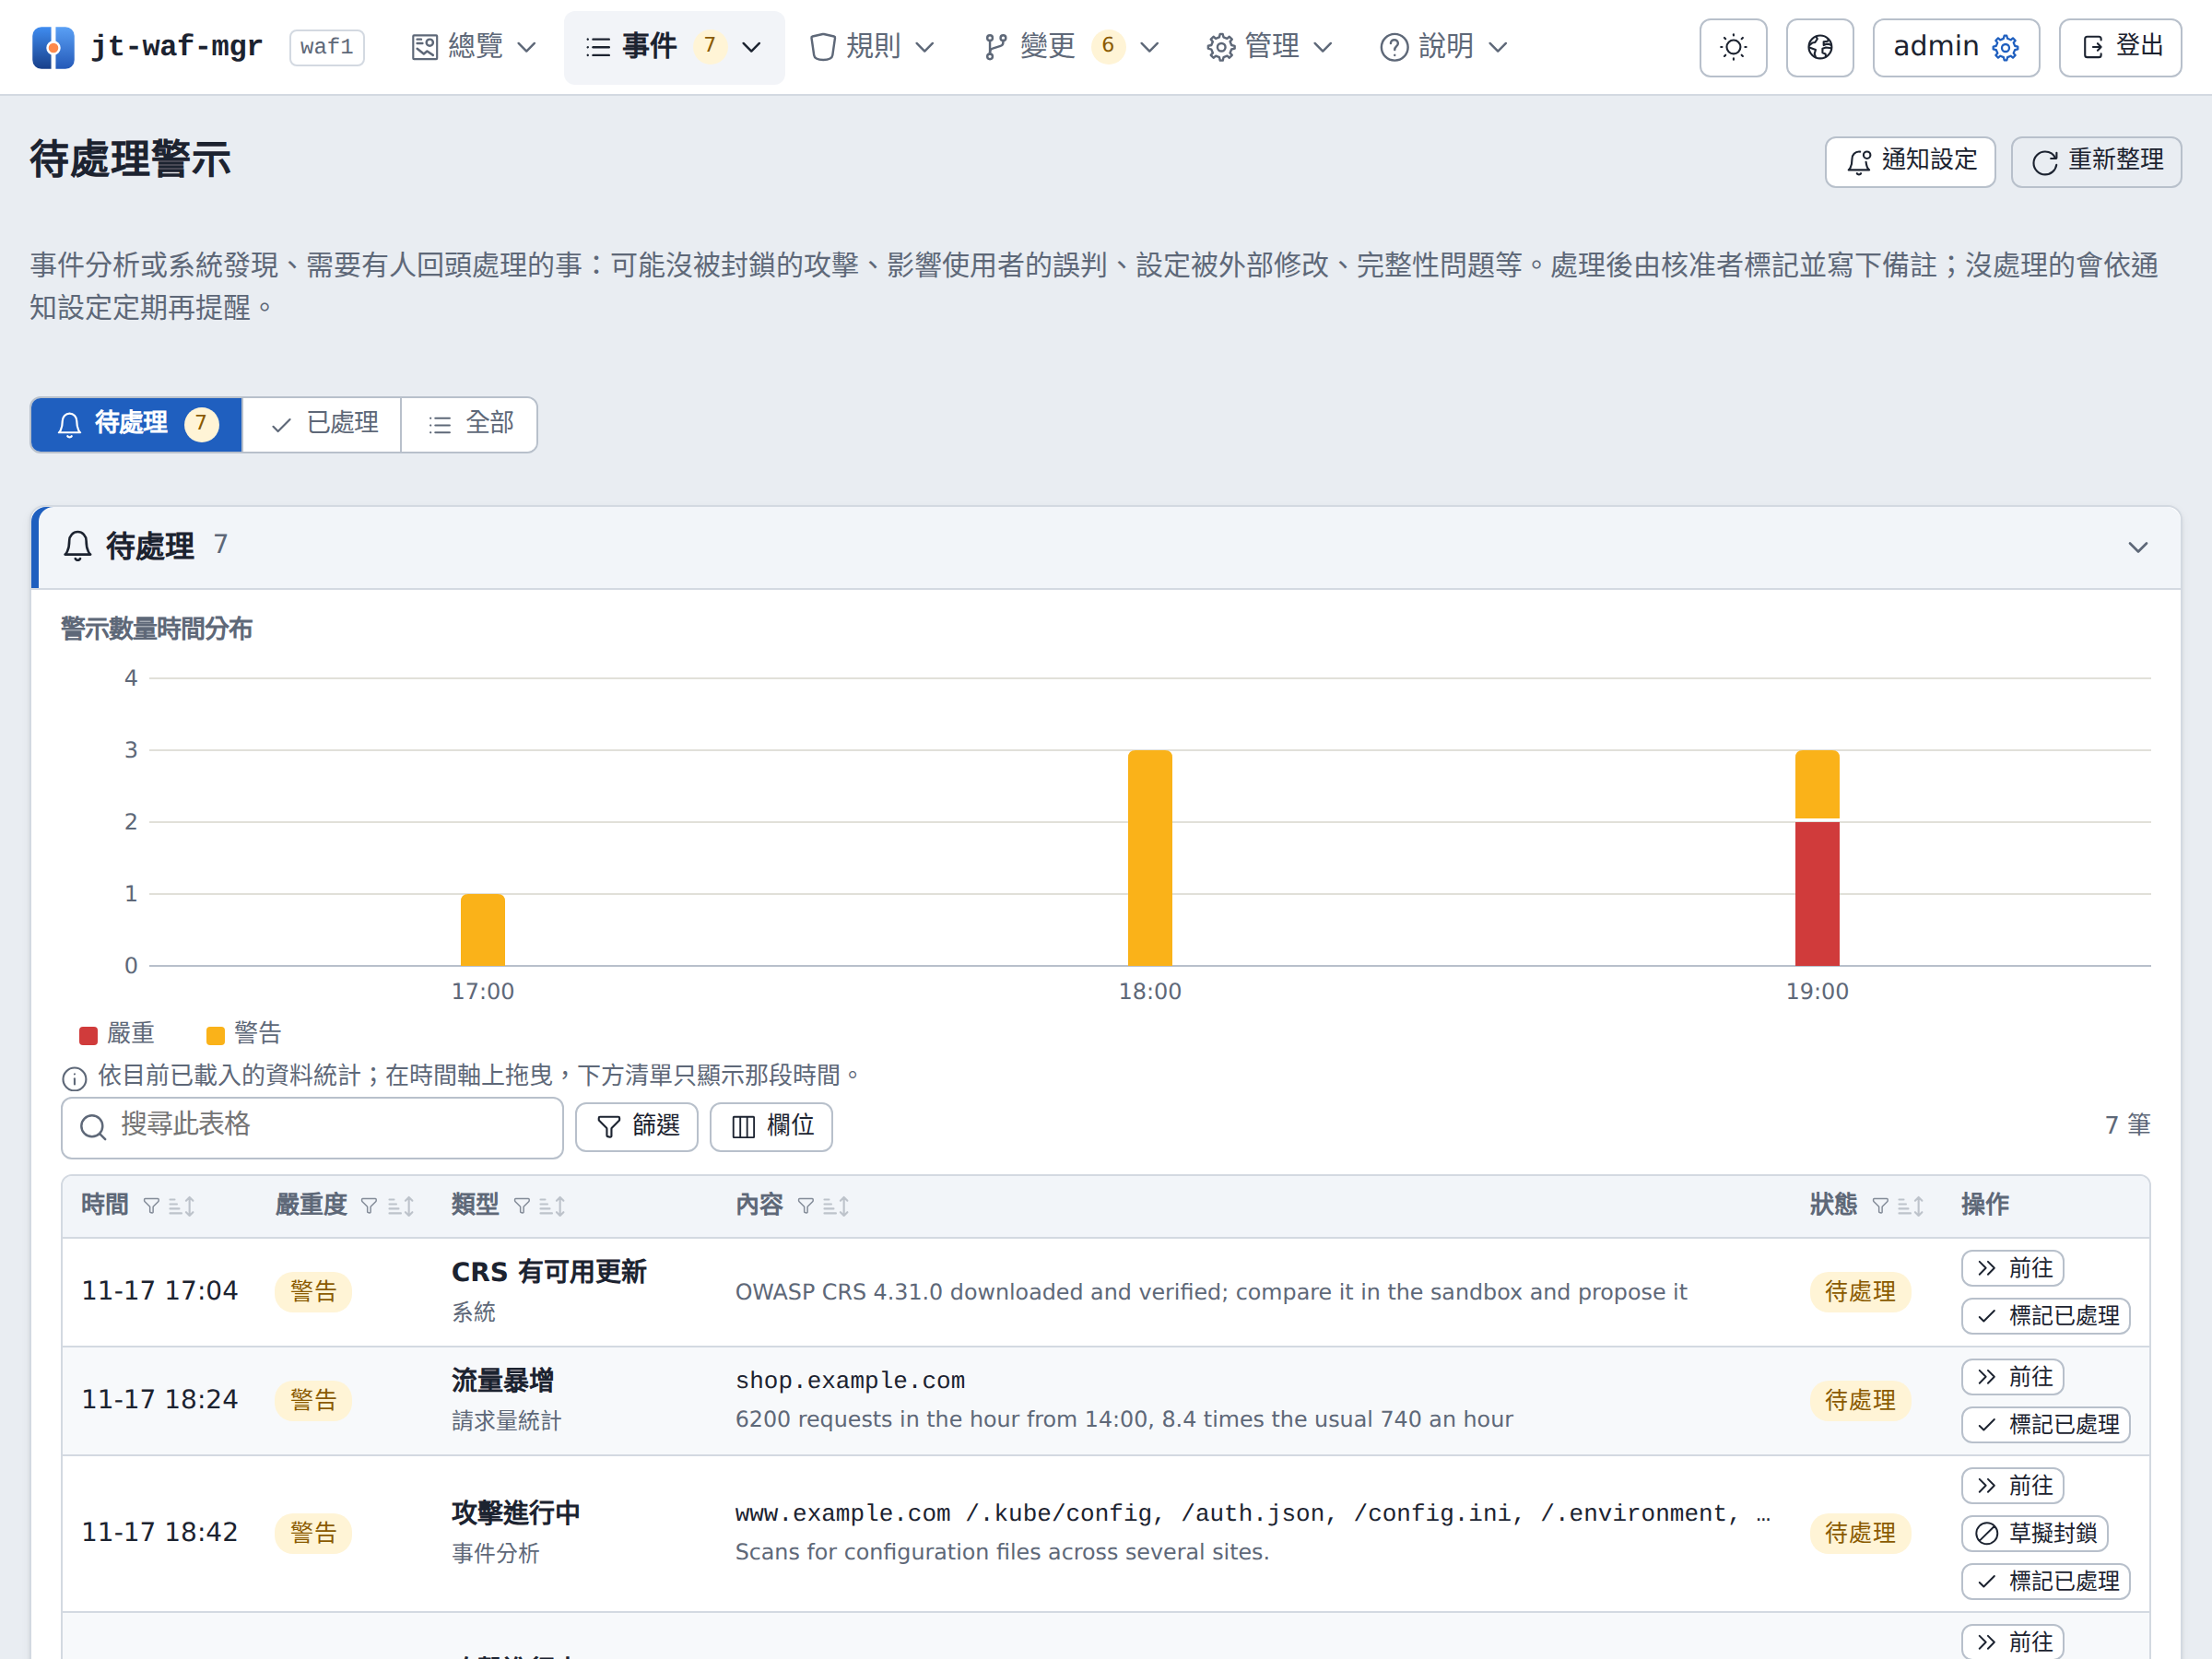 jt-waf-mgr waf1 總覽 事件 7 規則 變更 6 管理 說明 admin 登出
待處理警示 通知設定 重新整理
事件分析或系統發現、需要有人回頭處理的事：可能沒被封鎖的攻擊、影響使用者的誤判、設定被外部修改、完整性問題等。處理後由核准者標記並寫下備註；沒處理的會依通
知設定定期再提醒。
待處理 7 已處理 全部
待處理 7
警示數量時間分布
4
3
2
1
0
17:00 18:00 19:00
嚴重 警告
依目前已載入的資料統計；在時間軸上拖曳，下方清單只顯示那段時間。
搜尋此表格 篩選 欄位 7 筆
時間 嚴重度 類型 內容 狀態 操作
11-17 17:04 警告 CRS 有可用更新 系統 OWASP CRS 4.31.0 downloaded and verified; compare it in the sandbox and propose it 待處理 前往
標記已處理
11-17 18:24 警告 流量暴增 shop.example.com 待處理 前往
請求量統計 6200 requests in the hour from 14:00, 8.4 times the usual 740 an hour 標記已處理
前往
11-17 18:42 警告 攻擊進行中 www.example.com /.kube/config, /auth.json, /config.ini, /.environment, … 待處理 草擬封鎖
事件分析 Scans for configuration files across several sites. 標記已處理
前往